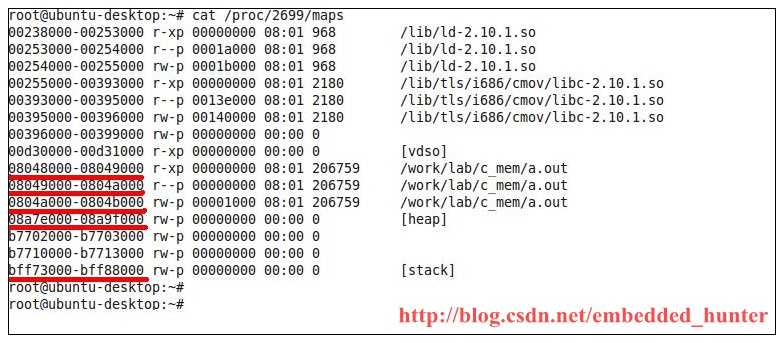 root@ubuntu-desktop:~# cat /proc/2699/maps
00238000-00253000 r-xp 00000000 08:01 968 /lib/ld-2.10.1.so
00253000-00254000 r--p 0001a000 08:01 968 /lib/ld-2.10.1.so
00254000-00255000 rw-p 0001b000 08:01 968 /lib/ld-2.10.1.so
00255000-00393000 r-xp 00000000 08:01 2180 /lib/tls/i686/cmov/libc-2.10.1.so
00393000-00395000 r--p 0013e000 08:01 2180 /lib/tls/i686/cmov/libc-2.10.1.so
00395000-00396000 rw-p 00140000 08:01 2180 /lib/tls/i686/cmov/libc-2.10.1.so
00396000-00399000 rw-p 00000000 00:00 0
00d30000-00d31000 r-xp 00000000 00:00 0 [vdso]
08048000-08049000 r-xp 00000000 08:01 206759 /work/lab/c_mem/a.out
08049000-0804a000 r--p 00000000 08:01 206759 /work/lab/c_mem/a.out
0804a000-0804b000 rw-p 00001000 08:01 206759 /work/lab/c_mem/a.out
08a7e000-08a9f000 rw-p 00000000 00:00 0 [heap]
b7702000-b7703000 rw-p 00000000 00:00 0
b7710000-b7713000 rw-p 00000000 00:00 0
bff73000-bff88000 rw-p 00000000 00:00 0 [stack]
root@ubuntu-desktop:~#
root@ubuntu-desktop:~#
http://blog.csdn.net/embedded_hunter